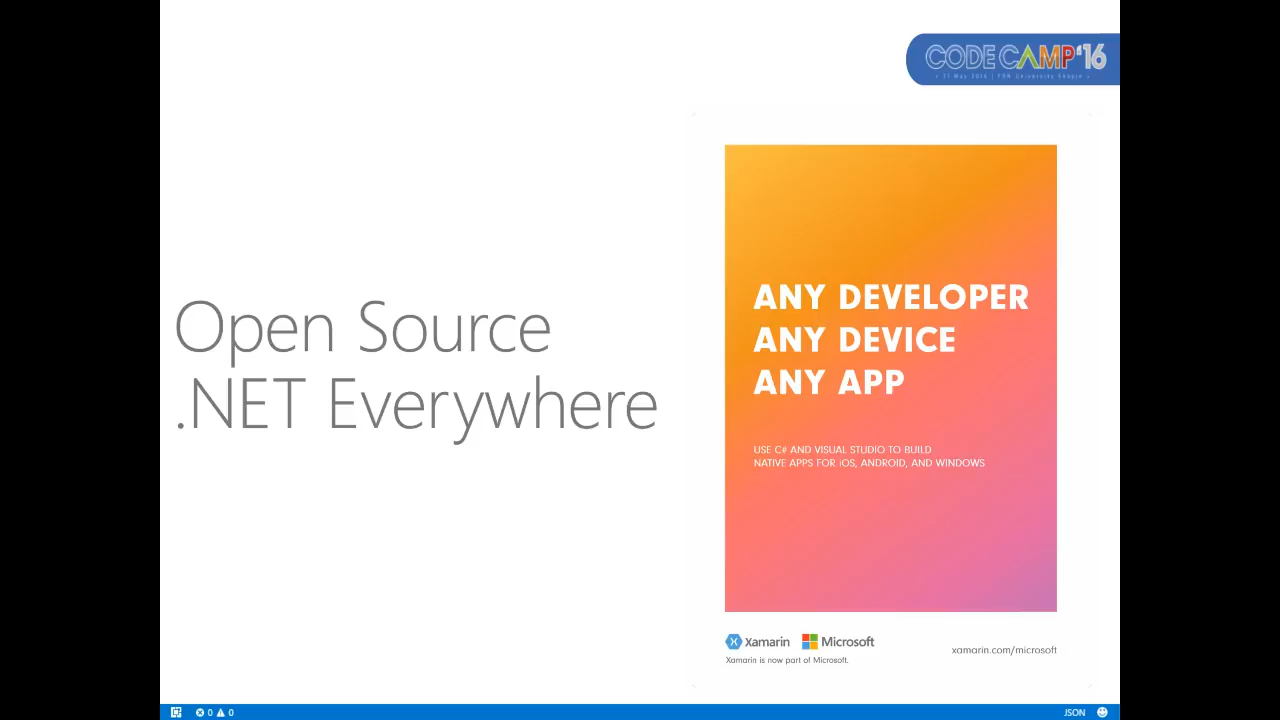 CODE CAMP'16
Open Source
.NET Everywhere
ANY DEVELOPER
ANY DEVICE
ANY APP
USE C# AND VISUAL STUDIO TO BUILD
NATIVE APPS FOR iOS, ANDROID, AND WINDOWS
Xamarin Microsoft
Xamarin is now part of Microsoft.
xamarin.com/microsoft
0 0
JSON